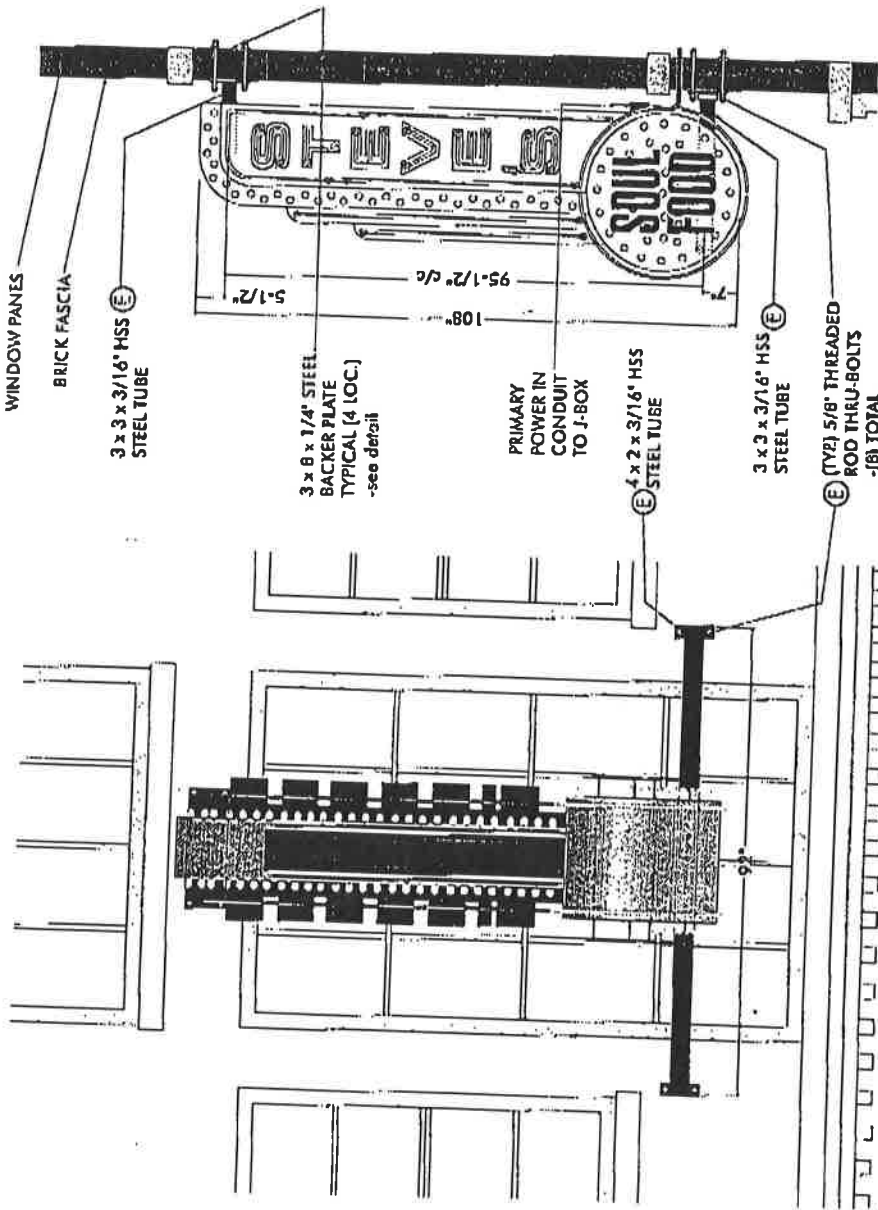 WINDOW PANES
BRICK FASCIA
3 x 3 x 3/16" HSS (E)
STEEL TUBE
3 x 8 x 1/4" STEEL
BACKER PLATE
TYPICAL [4 LOC.]
-see detail
PRIMARY
POWER IN
CONDUIT
TO J-BOX
(E) 4 x 2 x 3/16" HSS
STEEL TUBE
3 x 3 x 3/16" HSS (E)
STEEL TUBE
(E) (TYP.) 5/8" THREADED
ROD THRU-BOLTS
-(8) TOTAL
5-1/2"
95-1/2" c/c
108"
7"
STEVE'S
SOUL
FOOD
92"